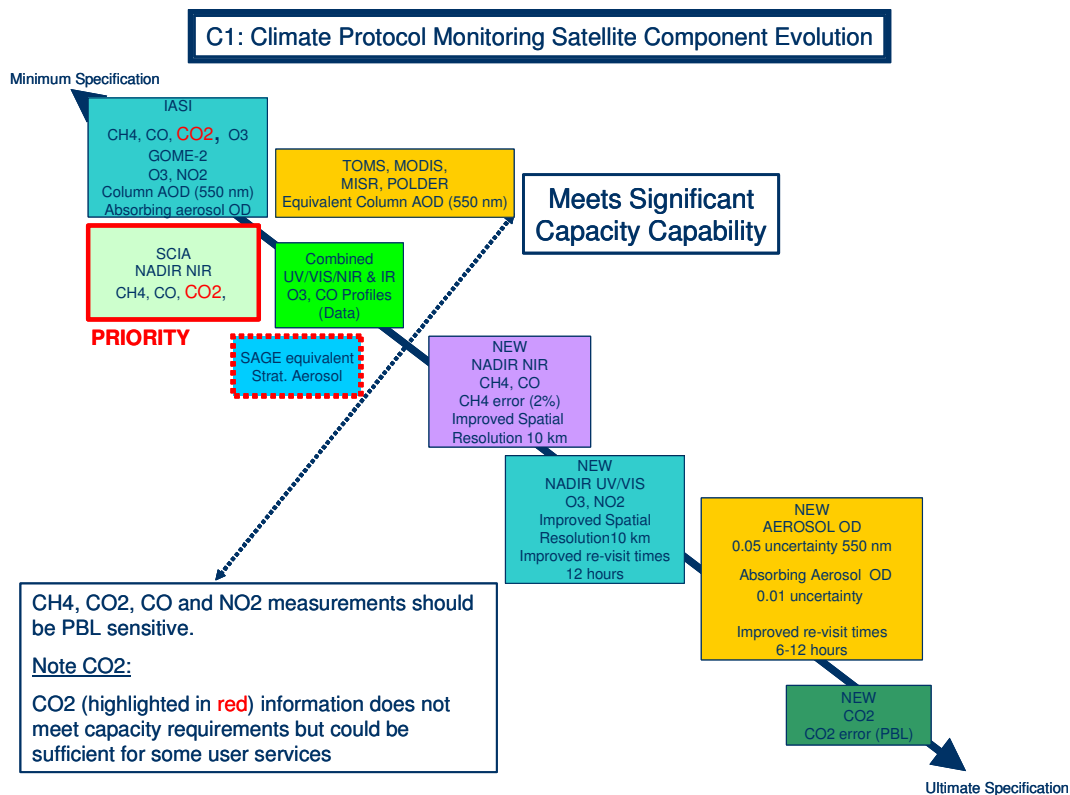 C1: Climate Protocol Monitoring Satellite Component Evolution
Minimum Specification
IASI
CH4, CO, CO2, O3
GOME-2
O3, NO2
Column AOD (550 nm)
Absorbing aerosol OD
TOMS, MODIS,
MISR, POLDER
Equivalent Column AOD (550 nm)
Meets Significant
Capacity Capability
SCIA
NADIR NIR
CH4, CO, CO2,
PRIORITY
Combined
UV/VIS/NIR & IR
O3, CO Profiles
(Data)
SAGE equivalent
Strat. Aerosol
NEW
NADIR NIR
CH4, CO
CH4 error (2%)
Improved Spatial
Resolution 10 km
NEW
NADIR UV/VIS
O3, NO2
Improved Spatial
Resolution10 km
Improved re-visit times
12 hours
NEW
AEROSOL OD
0.05 uncertainty 550 nm
Absorbing Aerosol OD
0.01 uncertainty
Improved re-visit times
6-12 hours
NEW
CO2
CO2 error (PBL)
Ultimate Specification
CH4, CO2, CO and NO2 measurements should
be PBL sensitive.
Note CO2:
CO2 (highlighted in red) information does not
meet capacity requirements but could be
sufficient for some user services